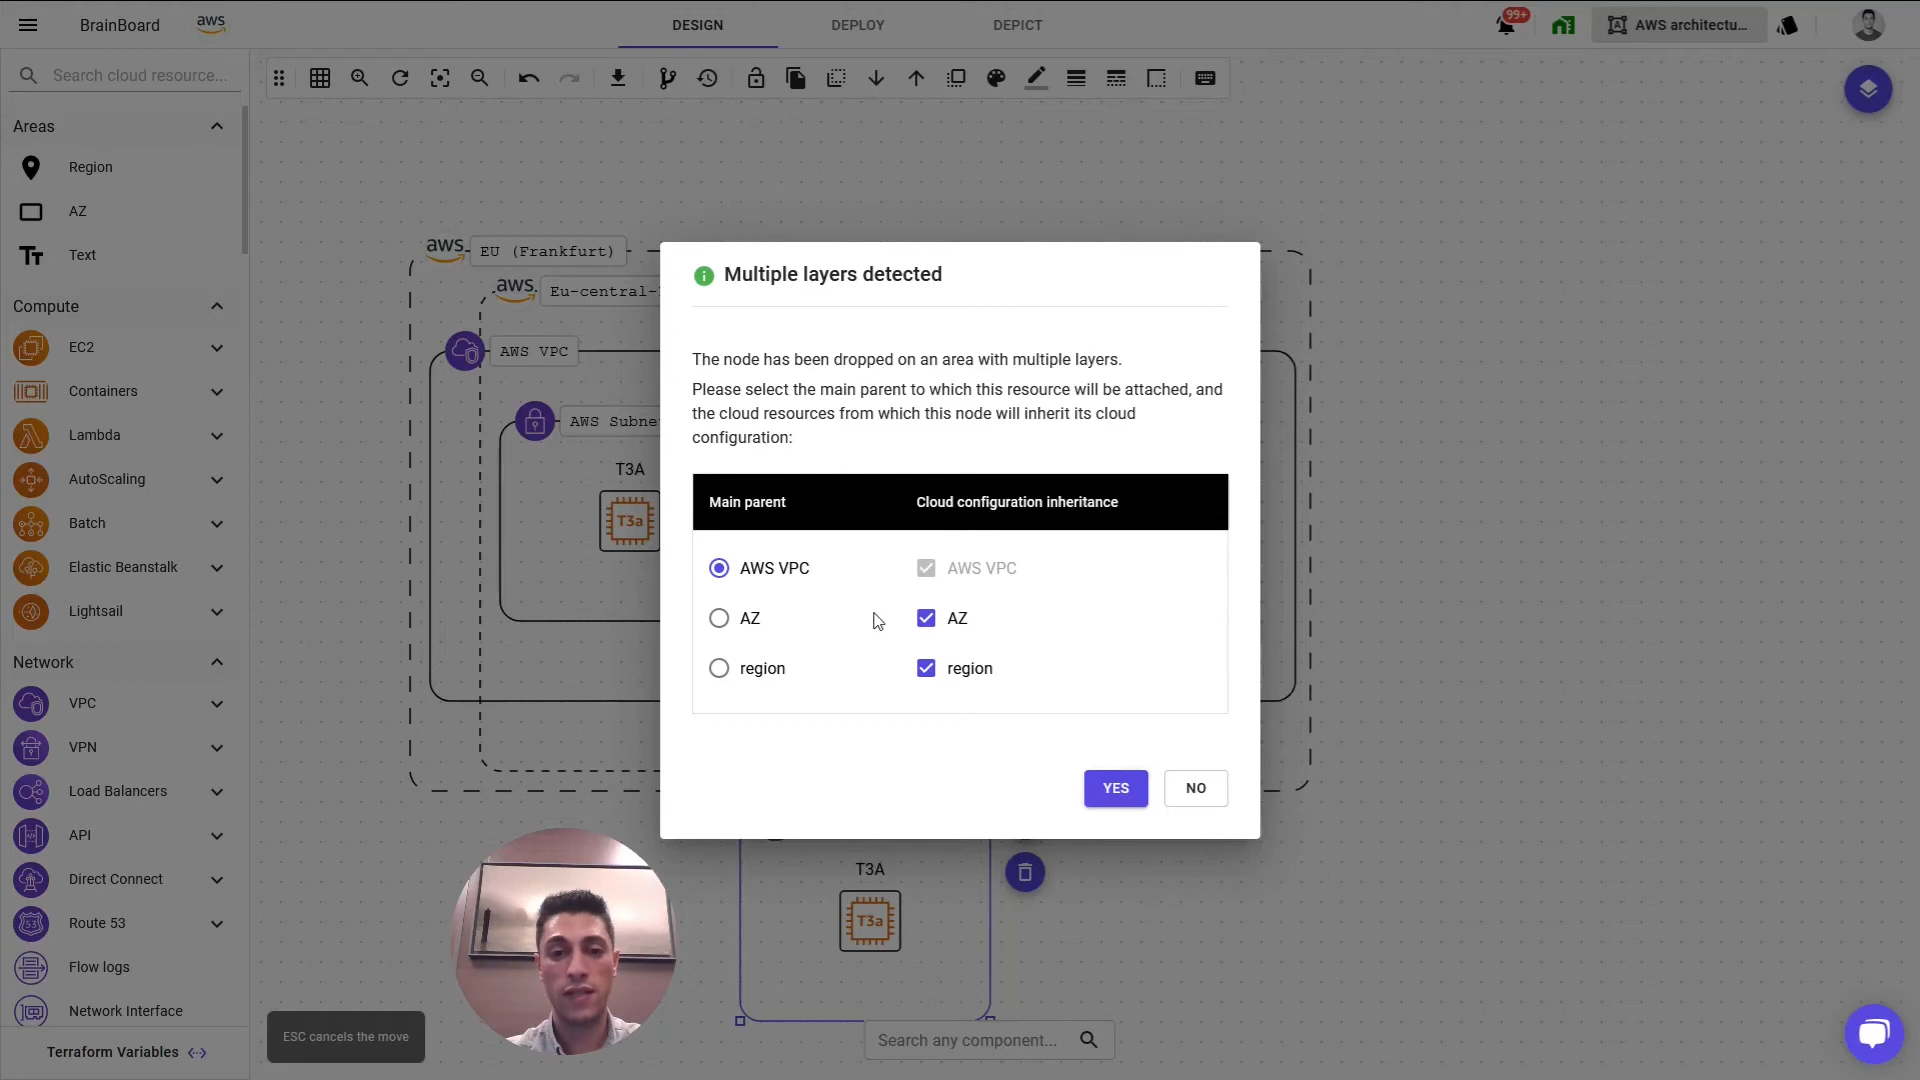 BrainBoard
aws
DESIGN
DEPLOY
DEPICT
99+
AWS architectu...
Search cloud resource...
Areas
Region
AZ
Text
Compute
EC2
Containers
Lambda
AutoScaling
Batch
Elastic Beanstalk
Lightsail
Network
VPC
VPN
Load Balancers
API
Direct Connect
Route 53
Flow logs
Network Interface
Terraform Variables
aws
EU (Frankfurt)
aws
Eu-central-
AWS VPC
AWS Subne
T3A
T3a
Multiple layers detected
The node has been dropped on an area with multiple layers.
Please select the main parent to which this resource will be attached, and
the cloud resources from which this node will inherit its cloud
configuration:
Main parent
Cloud configuration inheritance
AWS VPC
AWS VPC
AZ
AZ
region
region
YES
NO
T3A
T3a
ESC cancels the move
Search any component...